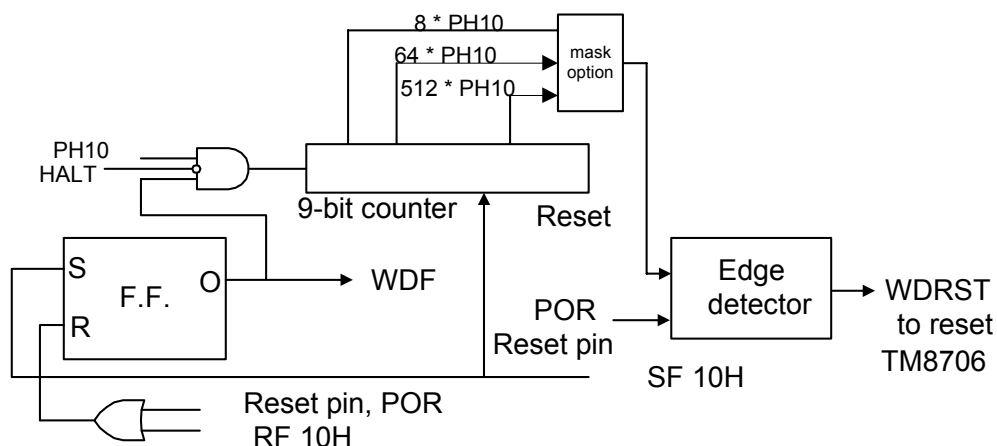 8 * PH10
64 * PH10
512 * PH10
mask
option
PH10
HALT
9-bit counter
Reset
S
F.F.
O
R
WDF
POR
Reset pin
Edge
detector
WDRST
to reset
TM8706
SF 10H
Reset pin, POR
RF 10H